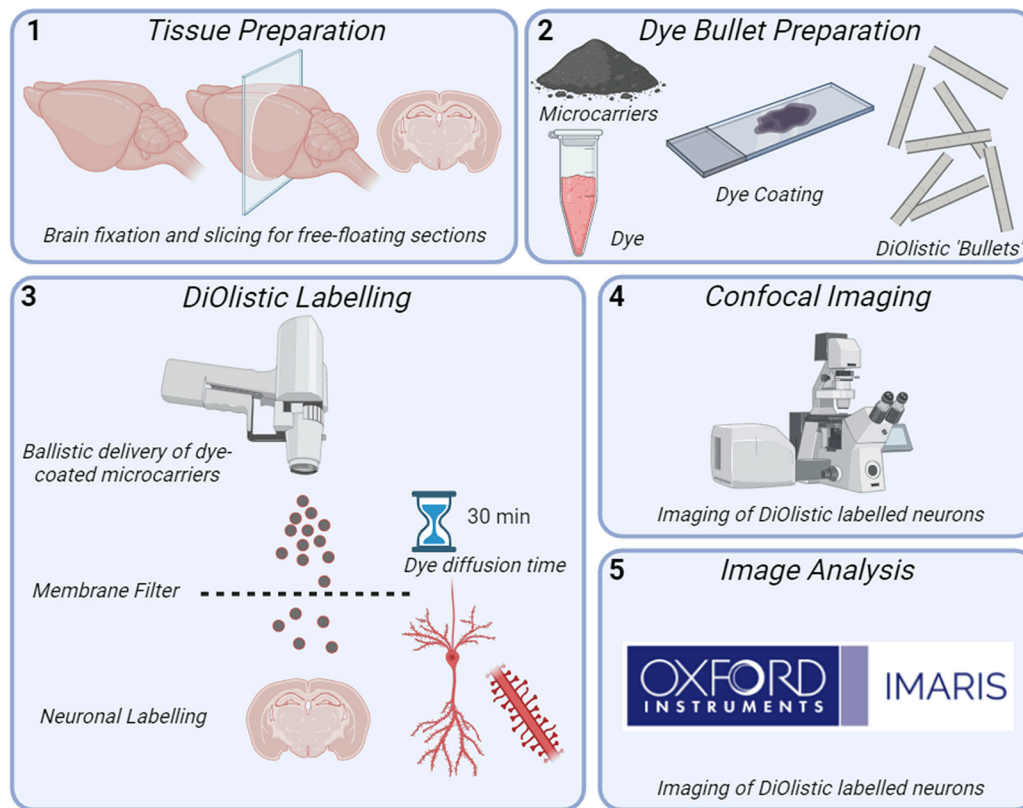 1
Tissue Preparation
Brain fixation and slicing for free-floating sections
2
Dye Bullet Preparation
Microcarriers
Dye
Dye Coating
DiOlistic 'Bullets'
3
DiOlistic Labelling
Ballistic delivery of dye-
coated microcarriers
30 min
Dye diffusion time
Membrane Filter
Neuronal Labelling
4
Confocal Imaging
Imaging of DiOlistic labelled neurons
5
Image Analysis
OXFORD
INSTRUMENTS
IMARIS
Imaging of DiOlistic labelled neurons